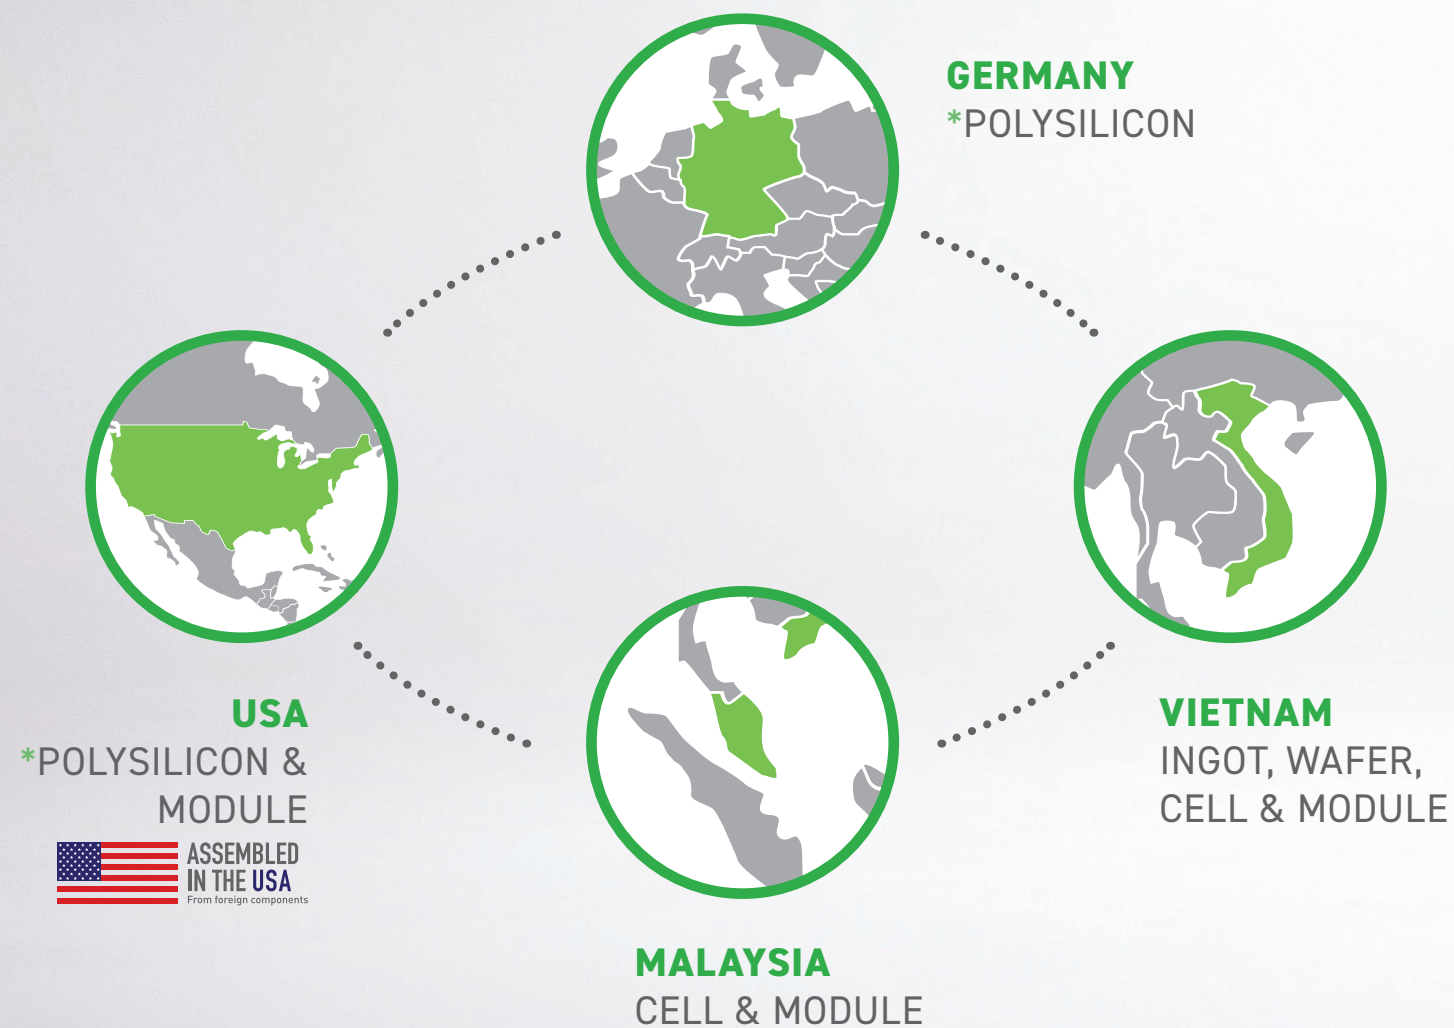 GERMANY
*POLYSILICON
USA
*POLYSILICON &
MODULE
ASSEMBLED
IN THE USA
From foreign components
VIETNAM
INGOT, WAFER,
CELL & MODULE
MALAYSIA
CELL & MODULE